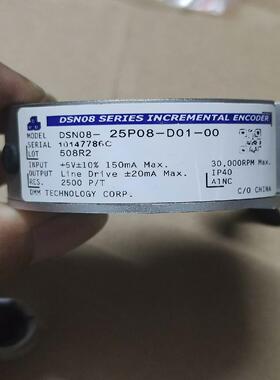 DSN08 SERIES INCREMENTAL ENCODER
MODEL DSN08- 25P08-D01-00
SERIAL 10147786C
LOT 508R2
INPUT +5V±10% 150mA Max. 30,000RPM Max.
OUTPUT Line Drive ±20mA Max. IP40
RES. 2500 P/T A1NC
DMM TECHNOLOGY CORP. C/O CHINA